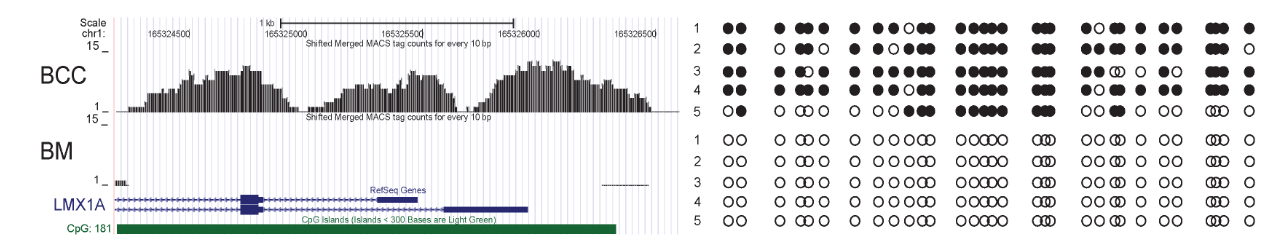 Scale 1 kb
chr1: 165324500 165325000 165325500 165326000 165326500
15 _ Shifted Merged MACS tag counts for every 10 bp
BCC
1 _
15 _ Shifted Merged MACS tag counts for every 10 bp
BM
1 _
RefSeq Genes
LMX1A
CpG Islands (Islands < 300 Bases are Light Green)
CpG: 181
1
2
3
4
5
1
2
3
4
5